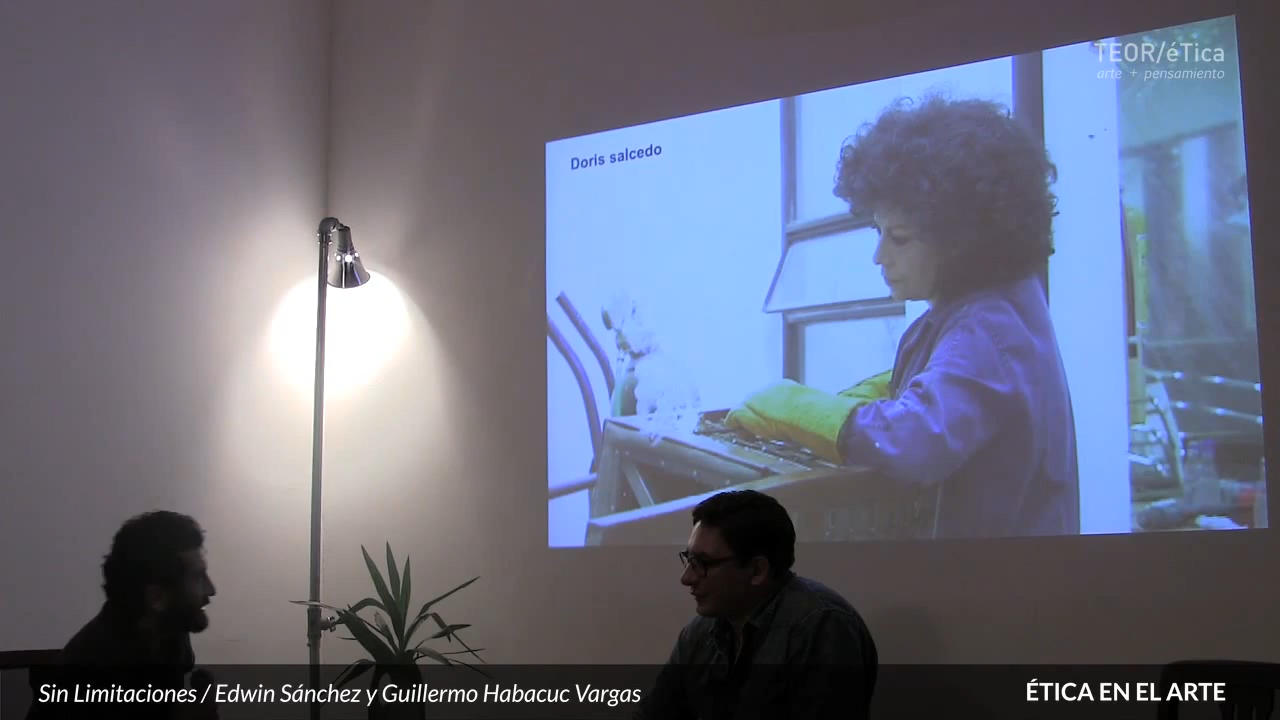 TEOR/éTica
arte + pensamiento
Doris salcedo
Sin Limitaciones / Edwin Sánchez y Guillermo Habacuc Vargas
ÉTICA EN EL ARTE